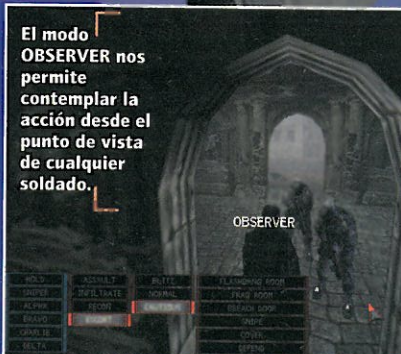 El modo
OBSERVER nos
permite
contemplar la
acción desde el
punto de vista
de cualquier
soldado.
OBSERVER
HOLD
SNIPER
ALPHA
BRAVO
CHARLIE
DELTA
ASSAULT
INFILTRATE
RECON
ESCORT
BLITZ
NORMAL
CAUTIOUS
FLASHBANG ROOM
FRAG ROOM
BREACH DOOR
SNIPE
COVER
DEFEND